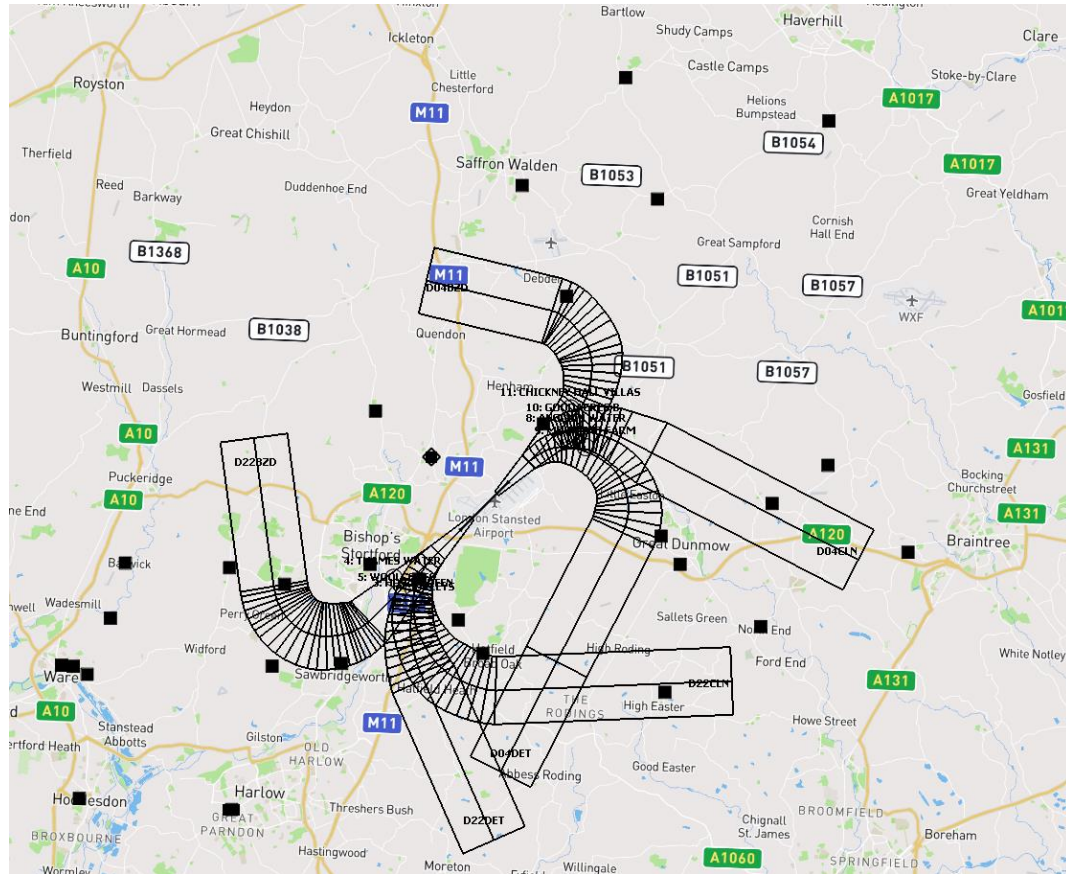 Bartlow
Haverhill
Ickleton
Shudy Camps
Clare
Castle Camps
Little
Chesterford
Stoke-by-Clare
Royston
Heydon
M11
Helions
Bumpstead
A1017
Great Chishill
B1054
Therfield
Saffron Walden
B1053
A1017
Reed
Duddenhoe End
Barkway
Great Yeldham
Cornish
Hall End
B1368
Great Sampford
A10
M11
Debden
B1051
B1057
D04BZD
WXF
Buntingford
Great Hormead
B1038
Quendon
B1051
B1057
Westmill
Dassels
Henham
11: CHICKNEY HALL VILLAS
Gosfield
A10
A131
D22BZD
M11
Puckeridge
Bocking
Churchstreet
A10
A120
London Stansted
Airport
A131
Bishop's
Stortford
Great Dunmow
A120
Braintree
D04CLN
4: THAMES WATER
Wadesmill
Perry Green
Sallets Green
Widford
High Roding
Ford End
White Notley
Ware
Sawbridgeworth
Hatfield
Broad Oak
D22CLN
A131
Hatfield Heath
THE
RODINGS
High Easter
A10
Stanstead
Abbotts
M11
Howe Street
Gilston
OLD
HARLOW
D04DET
Good Easter
Abbess Roding
Hoddesdon
Harlow
Threshers Bush
BROOMFIELD
GREAT
PARNDON
D22DET
Chignall
St. James
BROXBOURNE
Boreham
Hastingwood
Moreton
Willingale
A1060
SPRINGFIELD
Wormley